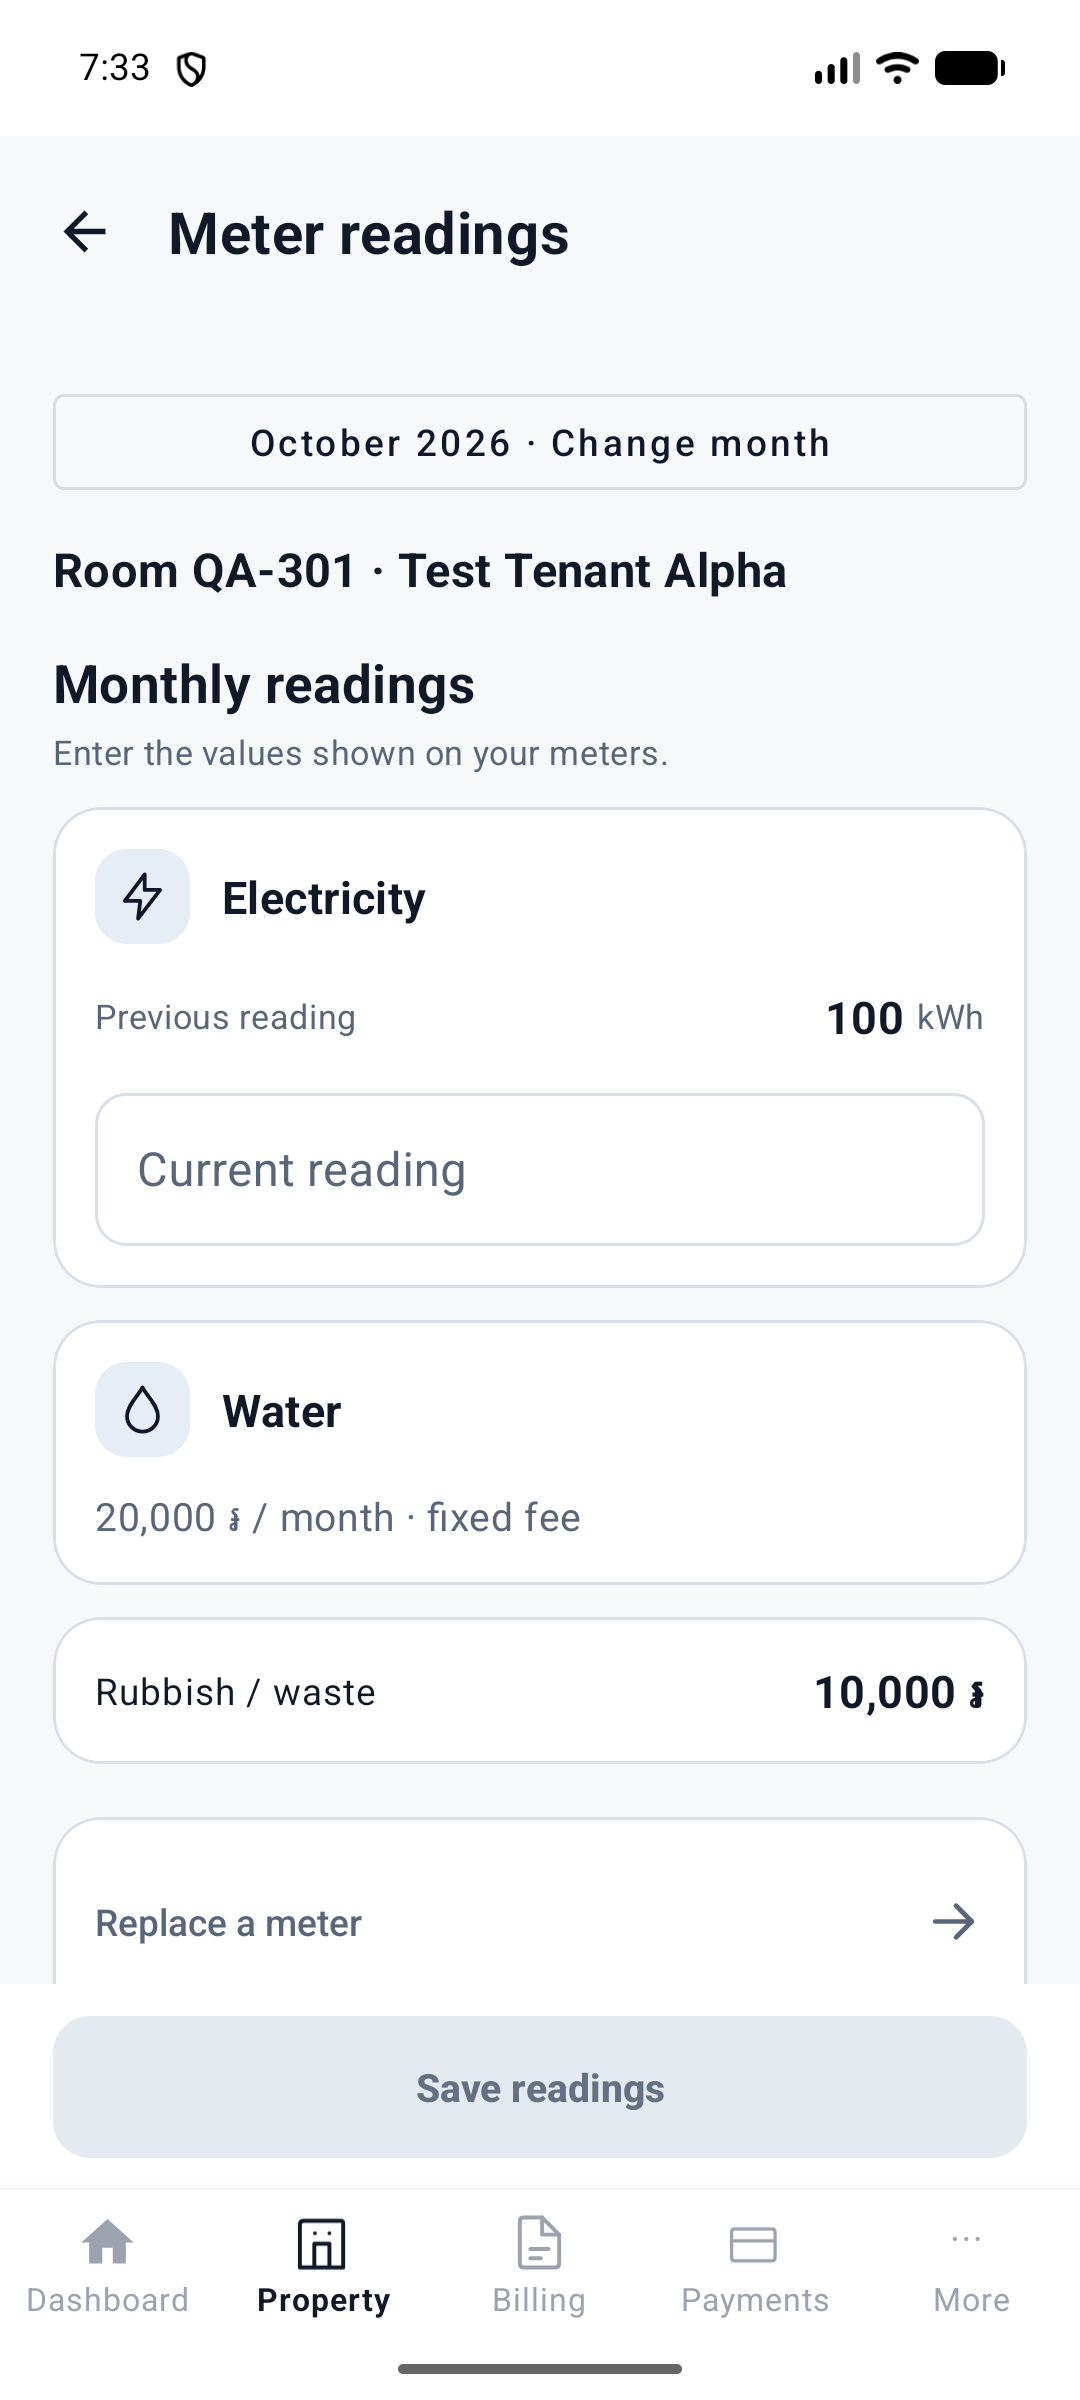 7:33
Meter readings
October 2026 · Change month
Room QA-301 · Test Tenant Alpha
Monthly readings
Enter the values shown on your meters.
Electricity
Previous reading 100 kWh
Current reading
Water
20,000 ៛ / month · fixed fee
Rubbish / waste 10,000 ៛
Replace a meter
Save readings
Dashboard Property Billing Payments More